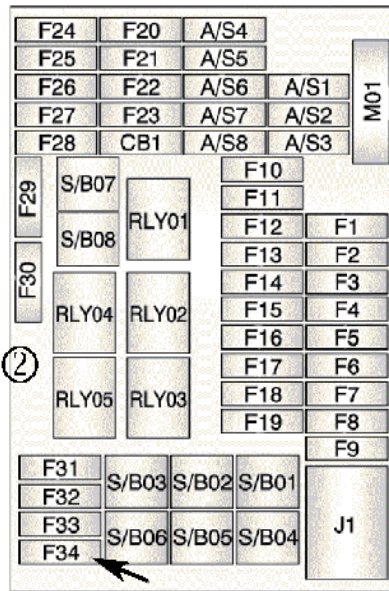 F24 F20 A/S4
F25 F21 A/S5
F26 F22 A/S6 A/S1
F27 F23 A/S7 A/S2
F28 CB1 A/S8 A/S3
M01
F29 S/B07 RLY01 F10
F11
S/B08 F12 F1
F30 F13 F2
RLY04 RLY02 F14 F3
F15 F4
F16 F5
② RLY05 RLY03 F17 F6
F18 F7
F19 F8
F9
F31 S/B03 S/B02 S/B01
F32
F33 S/B06 S/B05 S/B04 J1
F34